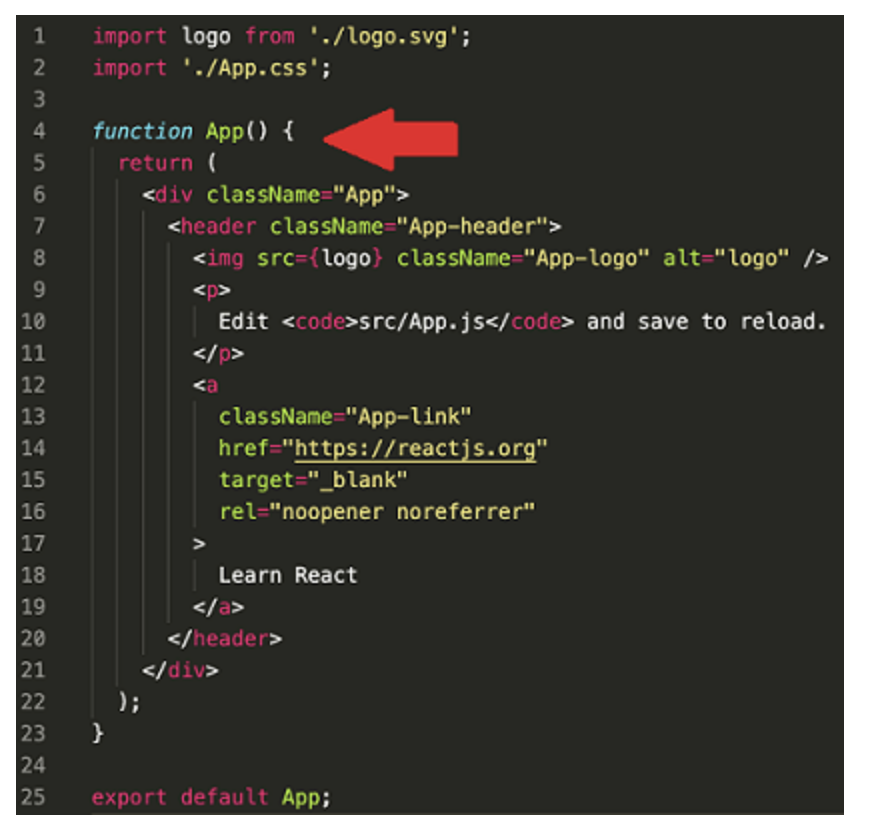 1 import logo from './logo.svg';
2 import './App.css';
3
4 function App() {
5 return (
6 <div className="App">
7 <header className="App-header">
8 <img src={logo} className="App-logo" alt="logo" />
9 <p>
10 Edit <code>src/App.js</code> and save to reload.
11 </p>
12 <a
13 className="App-link"
14 href="https://reactjs.org"
15 target="_blank"
16 rel="noopener noreferrer"
17 >
18 Learn React
19 </a>
20 </header>
21 </div>
22 );
23 }
24
25 export default App;